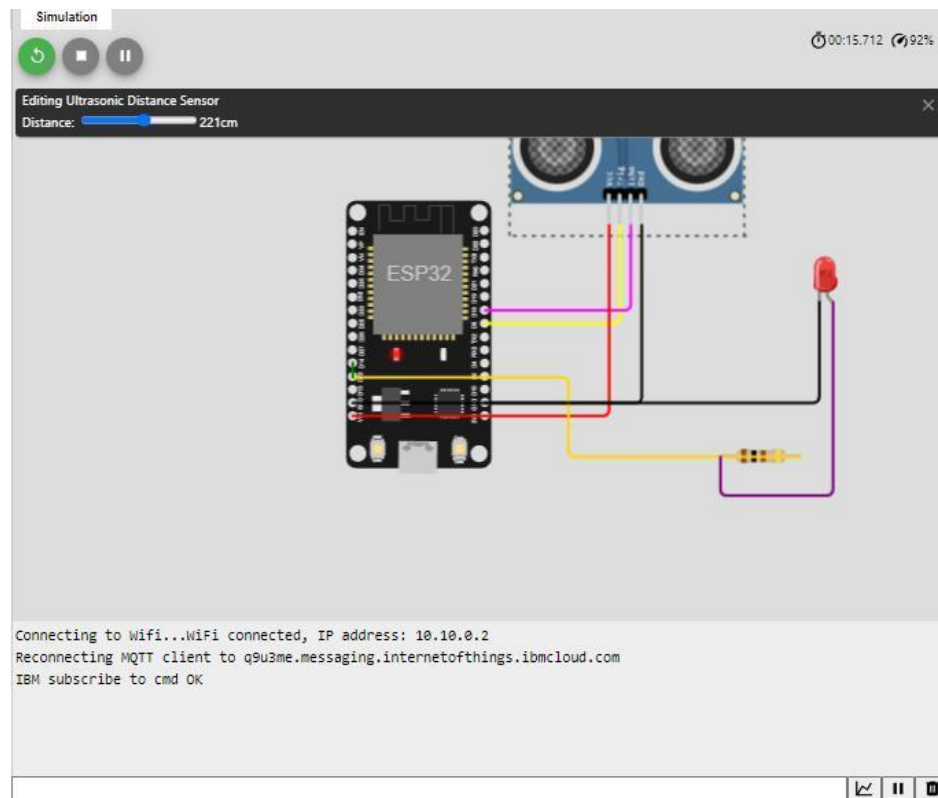 Simulation
00:15.712 92%
Editing Ultrasonic Distance Sensor
Distance: 221cm
ESP32
Connecting to Wifi...WiFi connected, IP address: 10.10.0.2
Reconnecting MQTT client to q9u3me.messaging.internetofthings.ibmcloud.com
IBM subscribe to cmd OK